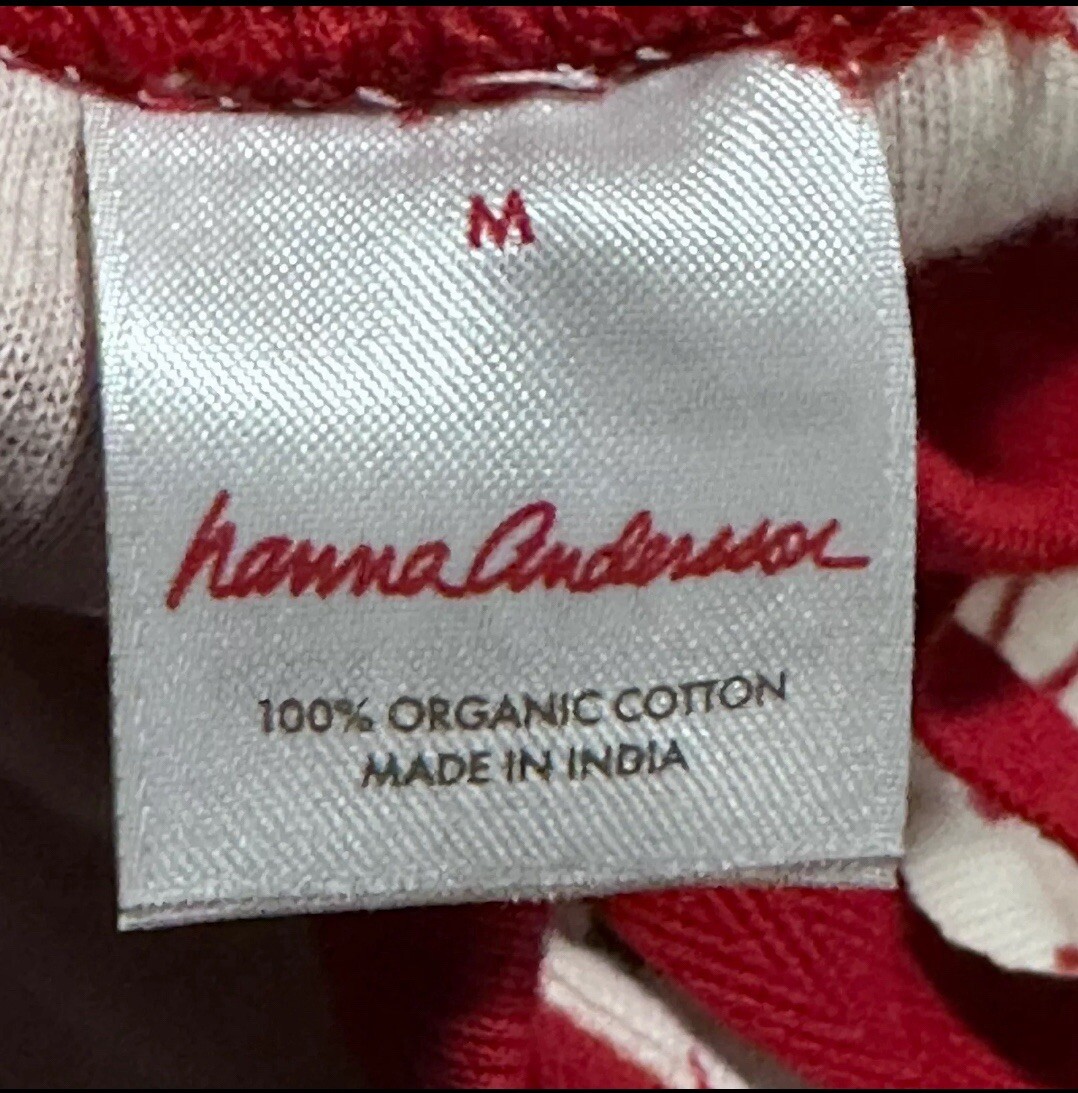 M
hanna Andersson
100% ORGANIC COTTON
MADE IN INDIA